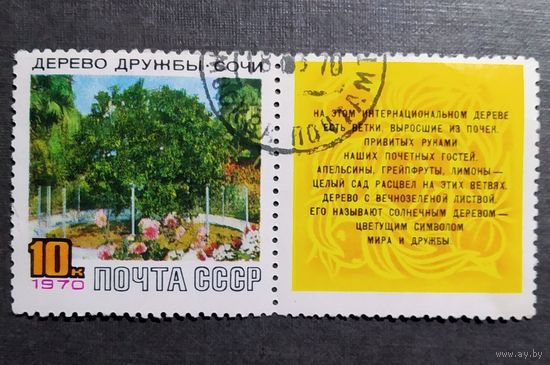 ДЕРЕВО ДРУЖБЫ·СОЧИ
10к
1970
ПОЧТА СССР
НА ЭТОМ ИНТЕРНАЦИОНАЛЬНОМ ДЕРЕВЕ
ЕСТЬ ВЕТКИ, ВЫРОСШИЕ ИЗ ПОЧЕК,
ПРИВИТЫХ РУКАМИ
НАШИХ ПОЧЕТНЫХ ГОСТЕЙ.
АПЕЛЬСИНЫ, ГРЕЙПФРУТЫ, ЛИМОНЫ—
ЦЕЛЫЙ САД РАСЦВЕЛ НА ЭТИХ ВЕТВЯХ.
ДЕРЕВО С ВЕЧНОЗЕЛЕНОЙ ЛИСТВОЙ.
ЕГО НАЗЫВАЮТ СОЛНЕЧНЫМ ДЕРЕВОМ—
ЦВЕТУЩИМ СИМВОЛОМ
МИРА И ДРУЖБЫ.
www.ay.by